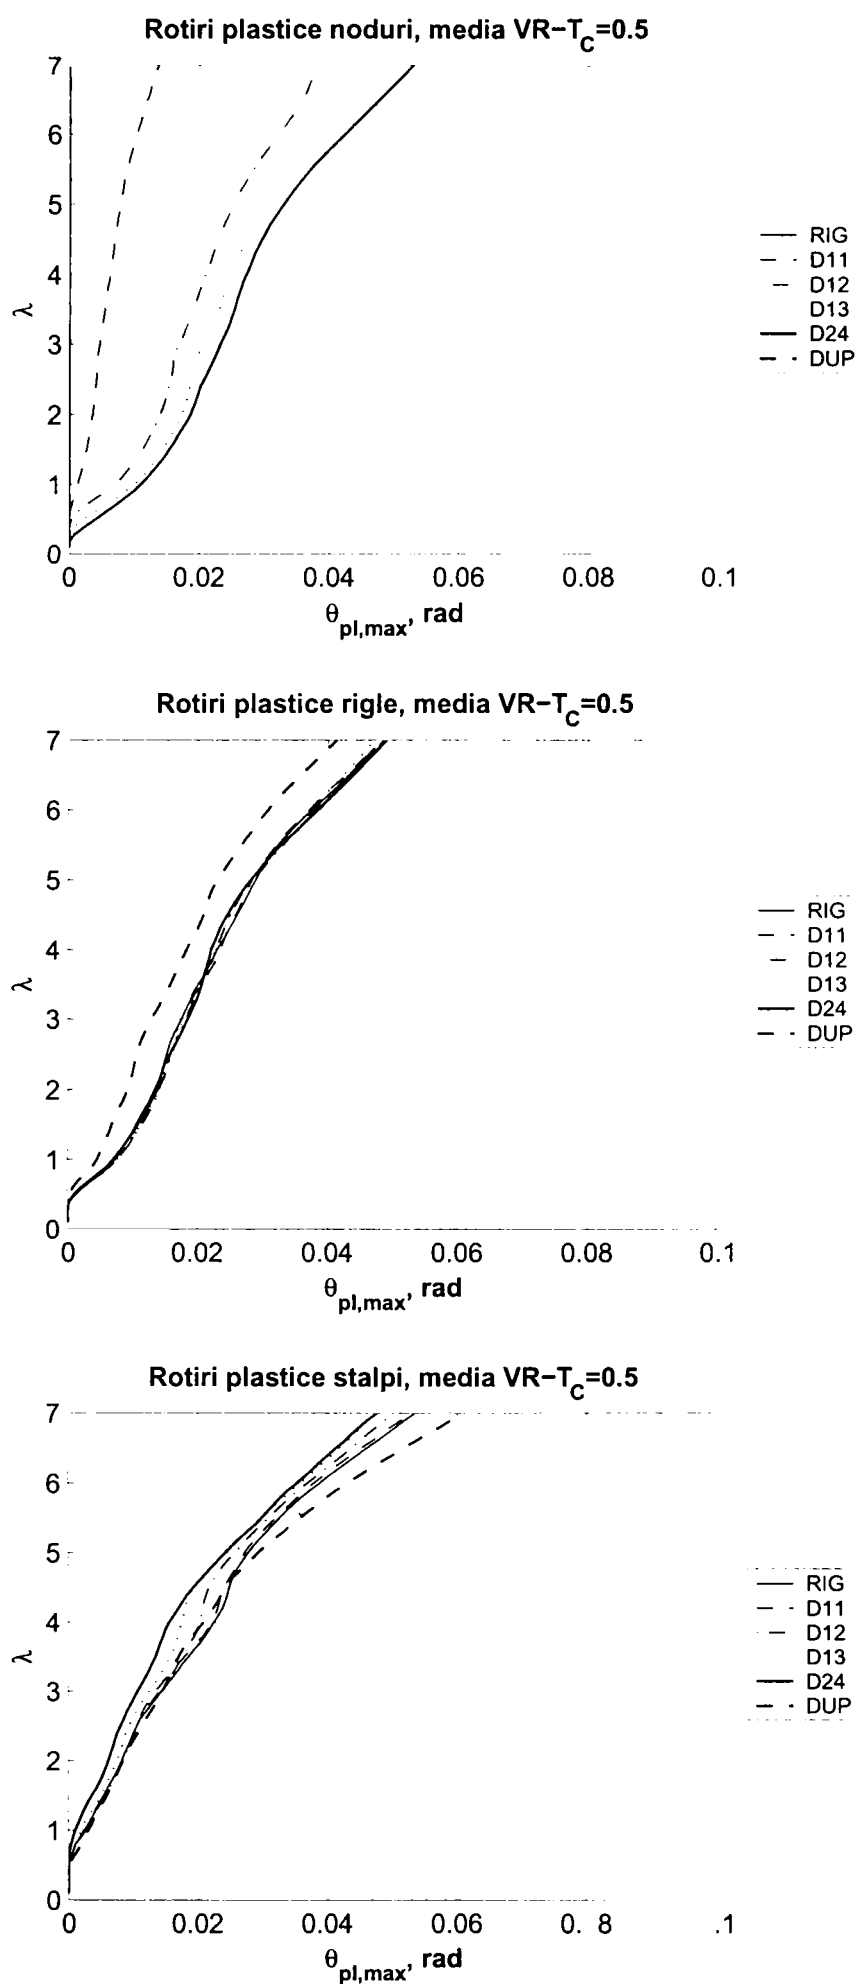 Rotiri plastice noduri, media VR−T_C=0.5
7
6
5
4
3
2
1
0
λ
0 0.02 0.04 0.06 0.08 0.1
θ_pl,max, rad
RIG
D11
D12
D13
D24
DUP
Rotiri plastice rigle, media VR−T_C=0.5
7
6
5
4
3
2
1
0
λ
0 0.02 0.04 0.06 0.08 0.1
θ_pl,max, rad
RIG
D11
D12
D13
D24
DUP
Rotiri plastice stalpi, media VR−T_C=0.5
7
6
5
4
3
2
1
0
λ
0 0.02 0.04 0.06 0. 8 .1
θ_pl,max, rad
RIG
D11
D12
D13
D24
DUP